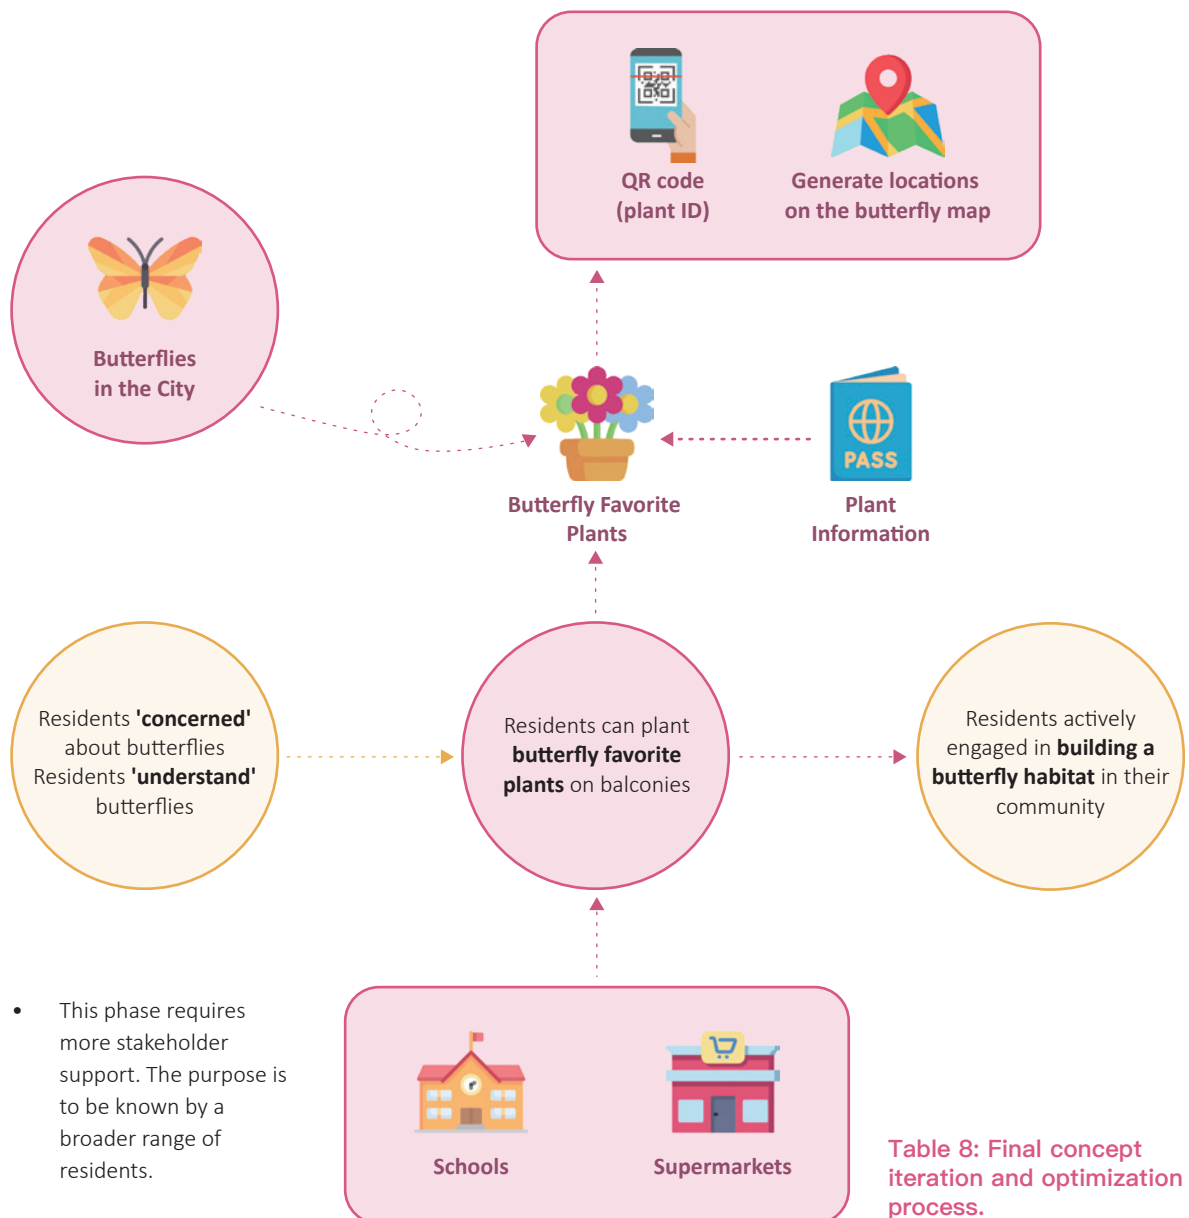 QR code
(plant ID)
Generate locations
on the butterfly map
Butterflies
in the City
PASS
Butterfly Favorite
Plants
Plant
Information
Residents 'concerned'
about butterflies
Residents 'understand'
butterflies
Residents can plant
butterfly favorite
plants on balconies
Residents actively
engaged in building a
butterfly habitat in their
community
• This phase requires
more stakeholder
support. The purpose is
to be known by a
broader range of
residents.
Schools
Supermarkets
Table 8: Final concept
iteration and optimization
process.